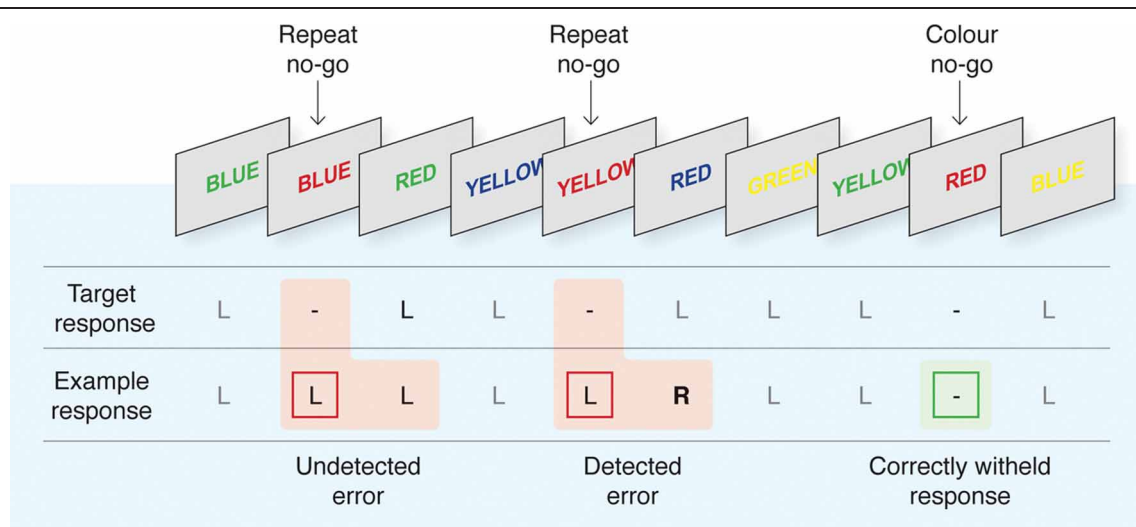 Repeat
no-go
Repeat
no-go
Colour
no-go
BLUE BLUE RED YELLOW YELLOW RED GREEN YELLOW RED BLUE
Target
response
L - L L - L L L - L
Example
response
L L L L L R L L - L
Undetected
error
Detected
error
Correctly witheld
response